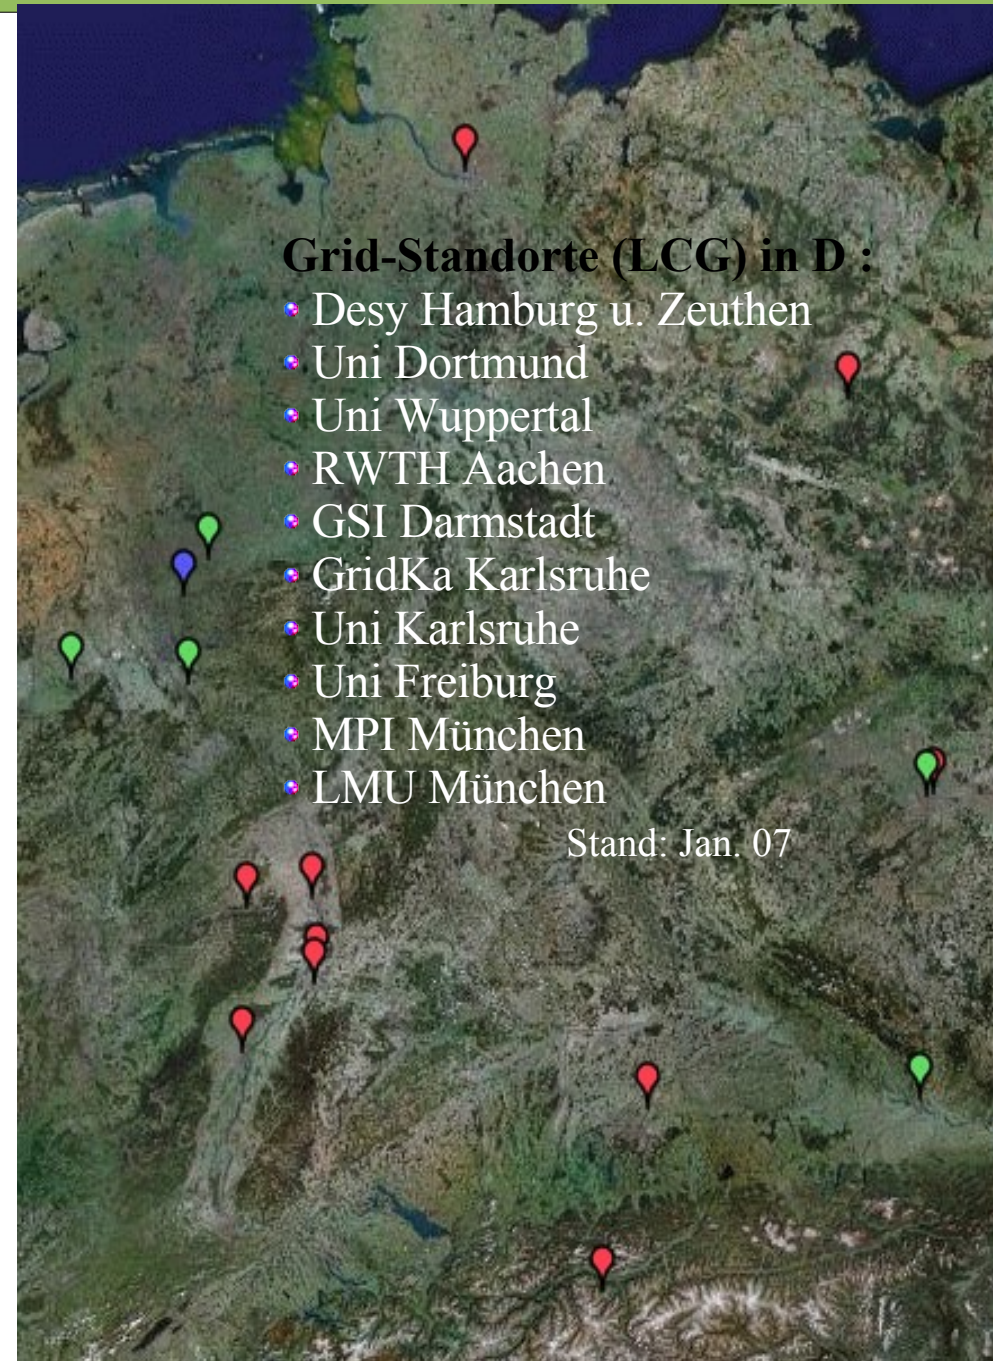 Grid-Standorte (LCG) in D :
Desy Hamburg u. Zeuthen
Uni Dortmund
Uni Wuppertal
RWTH Aachen
GSI Darmstadt
GridKa Karlsruhe
Uni Karlsruhe
Uni Freiburg
MPI München
LMU München
Stand: Jan. 07